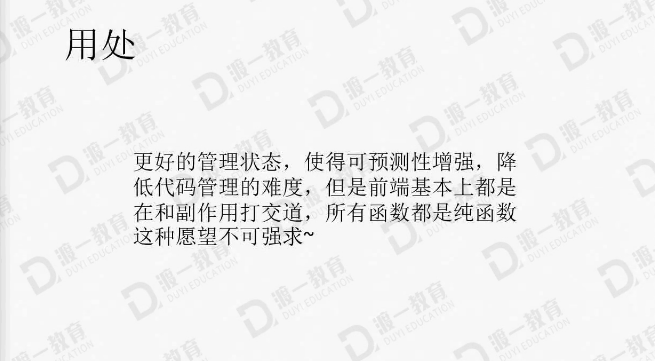 用处
更好的管理状态，使得可预测性增强，降
低代码管理的难度，但是前端基本上都是
在和副作用打交道，所有函数都是纯函数
这种愿望不可强求~
渡一教育
DUYI EDUCATION